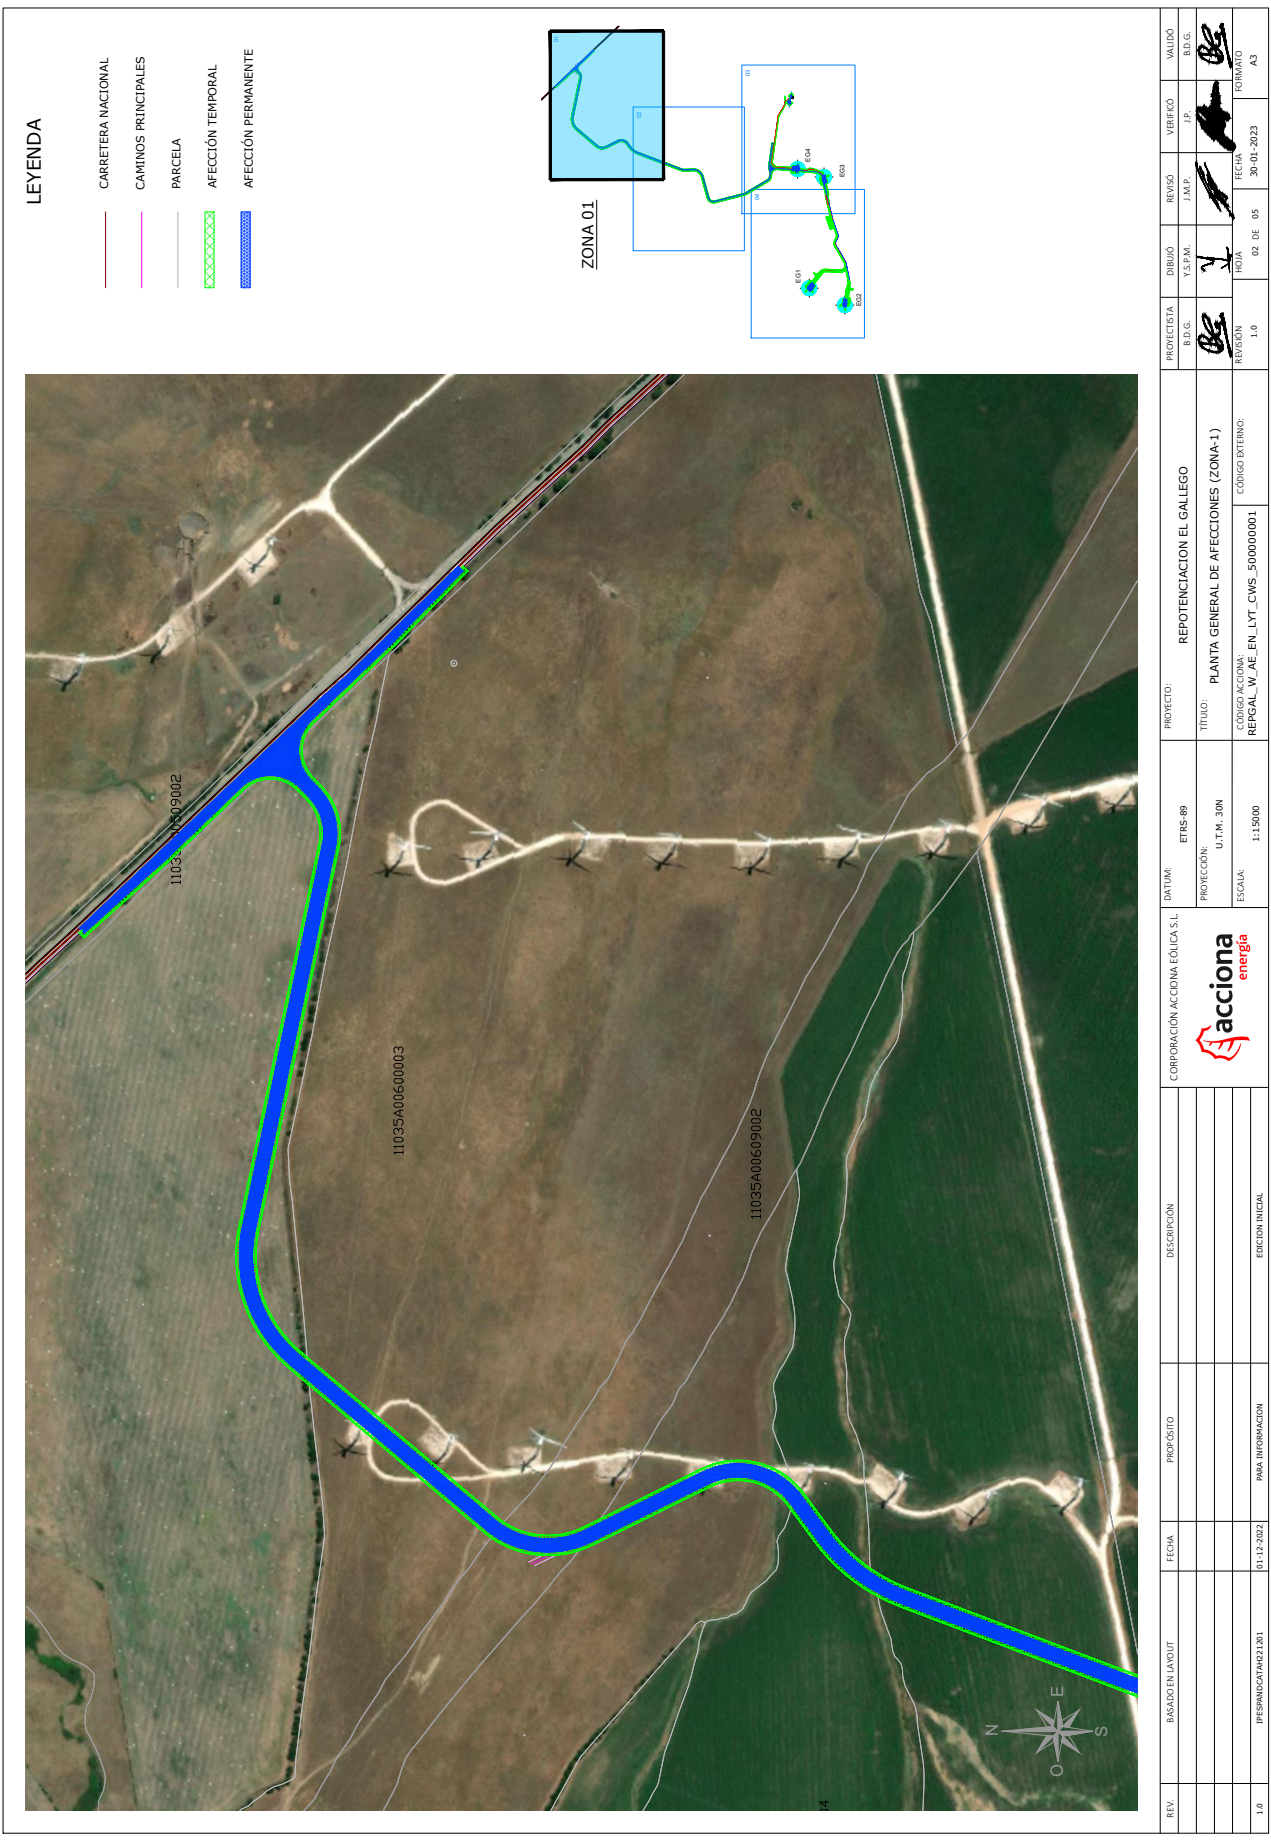 LEYENDA
CARRETERA NACIONAL
CAMINOS PRINCIPALES
PARCELA
AFECCIÓN TEMPORAL
AFECCIÓN PERMANENTE
ZONA 01
01
02
03
04
EG1
EG2
EG3
EG4
11035A00600003
11035A00609002
N
E
S
O
REV.
BASADO EN LAYOUT
FECHA
PROPÓSITO
DESCRIPCIÓN
1.0
IPESPANDCATAH221201
01-12-2022
PARA INFORMACION
EDICION INICIAL
CORPORACIÓN ACCIONA EÓLICA S.L.
acciona
energía
DATUM:
ETRS-89
PROYECCIÓN:
U.T.M. 30N
ESCALA:
1:15000
PROYECTO:
REPOTENCIACION EL GALLEGO
TÍTULO:
PLANTA GENERAL DE AFECCIONES (ZONA-1)
CÓDIGO ACCIONA:
REPGAL_W_AE_EN_LYT_CWS_500000001
CÓDIGO EXTERNO:
PROYECTISTA
B.D.G.
DIBUJÓ
Y.S.P.M.
REVISÓ
J.M.P.
VERIFICÓ
J.P.
VALIDÓ
B.D.G.
REVISIÓN
1.0
HOJA
02 DE 05
FECHA
30-01-2023
FORMATO
A3